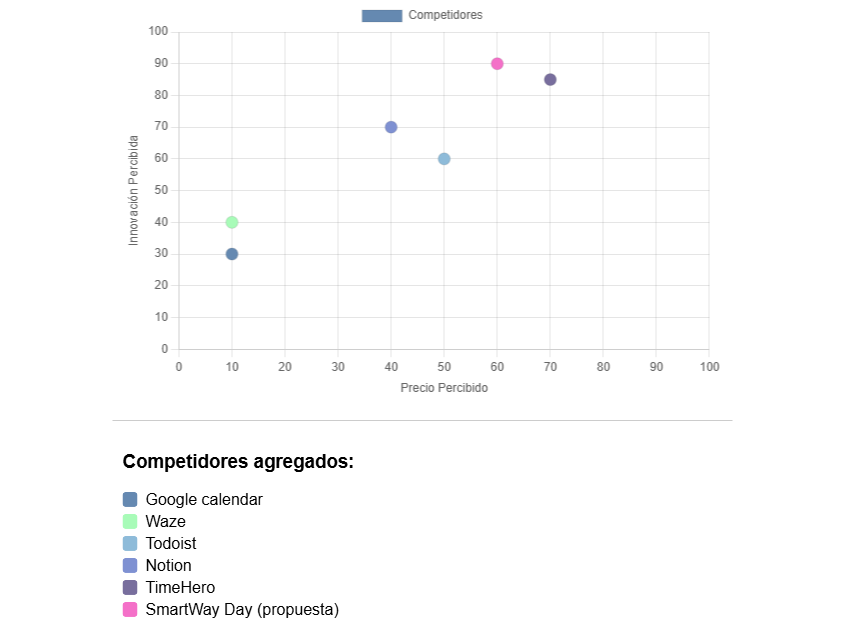 Competidores
100
90
80
70
60
50
40
30
20
10
0
Innovación Percibida
0 10 20 30 40 50 60 70 80 90 100
Precio Percibido
Competidores agregados:
Google calendar
Waze
Todoist
Notion
TimeHero
SmartWay Day (propuesta)